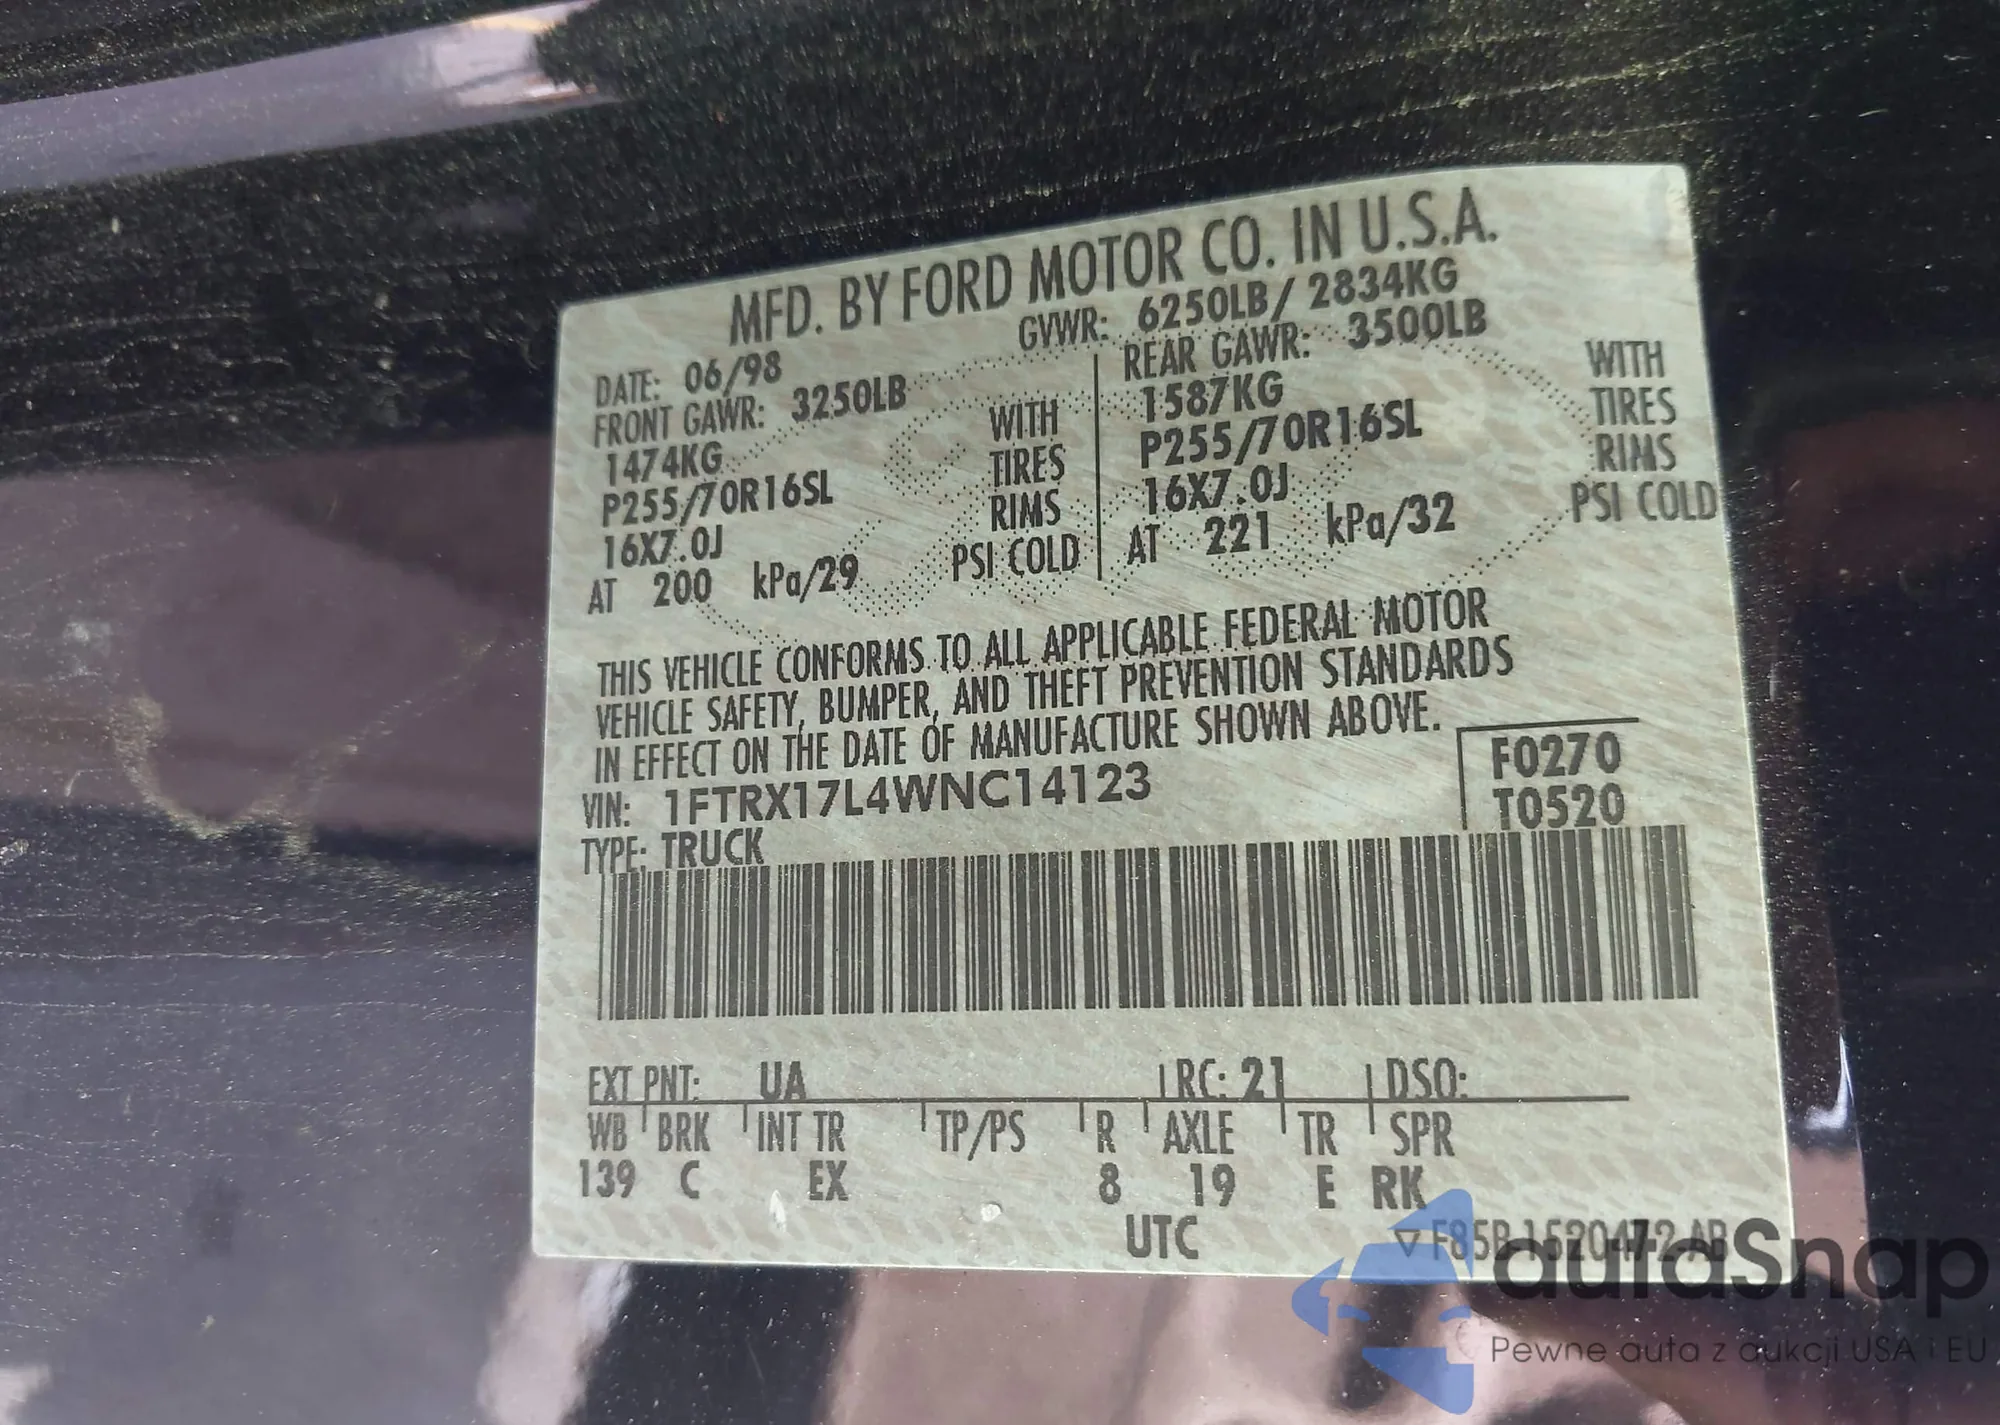 MFD. BY FORD MOTOR CO. IN U.S.A.
DATE: 06/98 GVWR: 6250LB/ 2834KG
FRONT GAWR: 3250LB REAR GAWR: 3500LB
1474KG WITH 1587KG WITH
P255/70R16SL TIRES P255/70R16SL TIRES
16X7.0J RIMS 16X7.0J RIMS
AT 200 kPa/29 PSI COLD AT 221 kPa/32 PSI COLD
THIS VEHICLE CONFORMS TO ALL APPLICABLE FEDERAL MOTOR
VEHICLE SAFETY, BUMPER, AND THEFT PREVENTION STANDARDS
IN EFFECT ON THE DATE OF MANUFACTURE SHOWN ABOVE.
VIN: 1FTRX17L4WNC14123 F0270
TYPE: TRUCK T0520
EXT PNT: UA RC: 21 DSO:
WB BRK INT TR TP/PS R AXLE TR SPR
139 C EX 8 19 E RK
UTC F85B-1520472-AB
autoSnap
Pewne auta z aukcji USA i EU